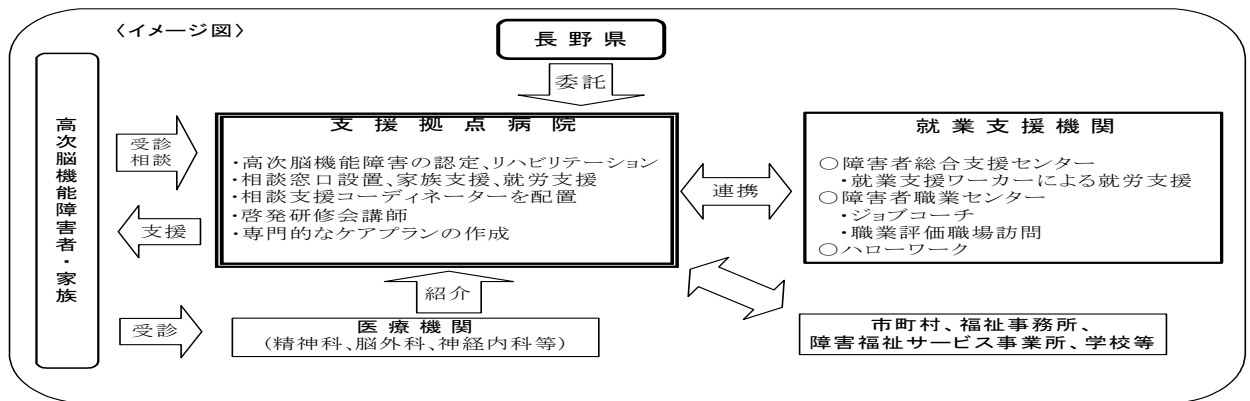 〈イメージ図〉
長野県
委託
高次脳機能障害者・家族
受診
相談
支援
受診
支援拠点病院
・高次脳機能障害の認定、リハビリテーション
・相談窓口設置、家族支援、就労支援
・相談支援コーディネーターを配置
・啓発研修会講師
・専門的なケアプランの作成
紹介
医療機関
(精神科、脳外科、神経内科等)
連携
就業支援機関
○障害者総合支援センター
・就業支援ワーカーによる就労支援
○障害者職業センター
・ジョブコーチ
・職業評価職場訪問
○ハローワーク
市町村、福祉事務所、
障害福祉サービス事業所、学校等